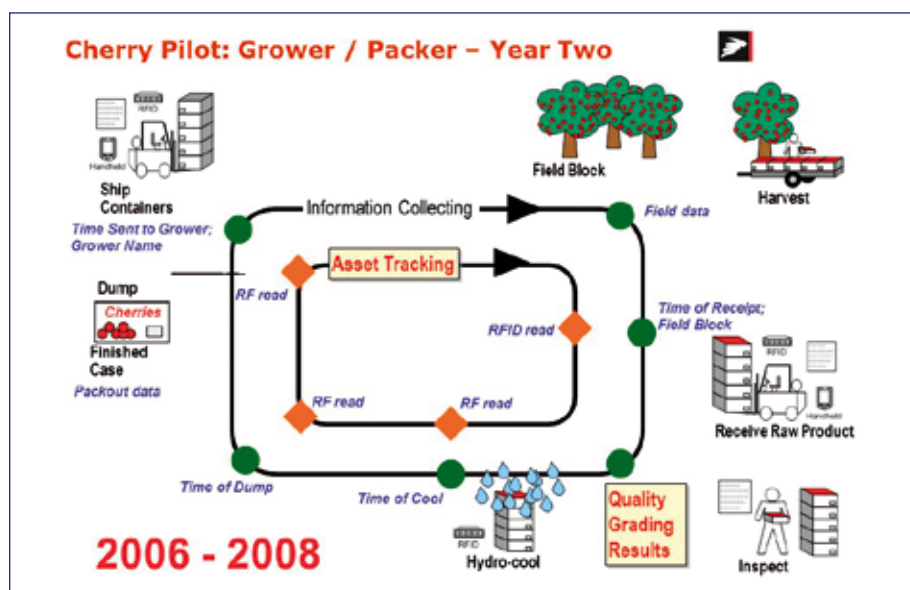 Cherry Pilot: Grower / Packer – Year Two
RFID
Handheld
Ship
Containers
Time Sent to Grower;
Grower Name
Field Block
Harvest
Information Collecting
Field data
Asset Tracking
RF read
RFID read
Time of Receipt;
Field Block
Dump
Cherries
Finished
Case
Packout data
RFID
Handheld
Receive Raw Product
RF read
RF read
Time of Dump
Time of Cool
Quality
Grading
Results
RFID
Hydro-cool
Inspect
2006 - 2008